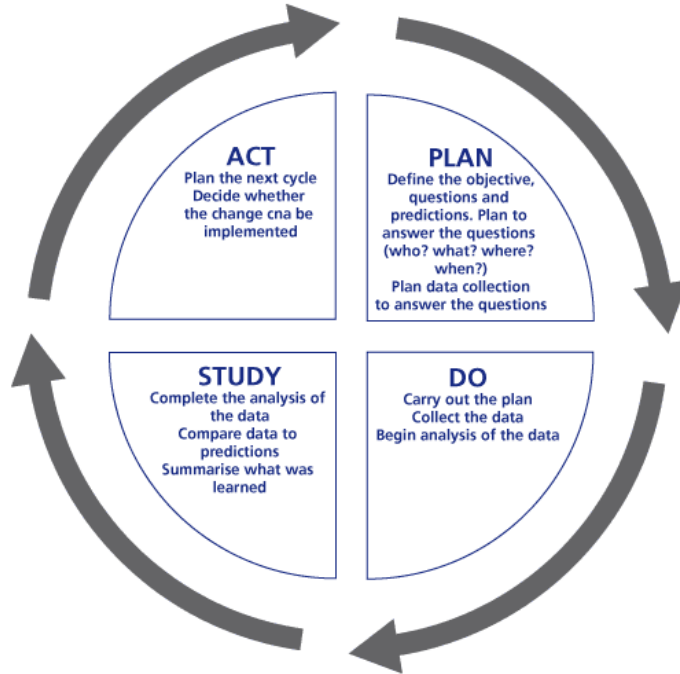 ACT
Plan the next cycle
Decide whether
the change cna be
implemented
PLAN
Define the objective,
questions and
predictions. Plan to
answer the questions
(who? what? where?
when?)
Plan data collection
to answer the questions
STUDY
Complete the analysis of
the data
Compare data to
predictions
Summarise what was
learned
DO
Carry out the plan
Collect the data
Begin analysis of the data